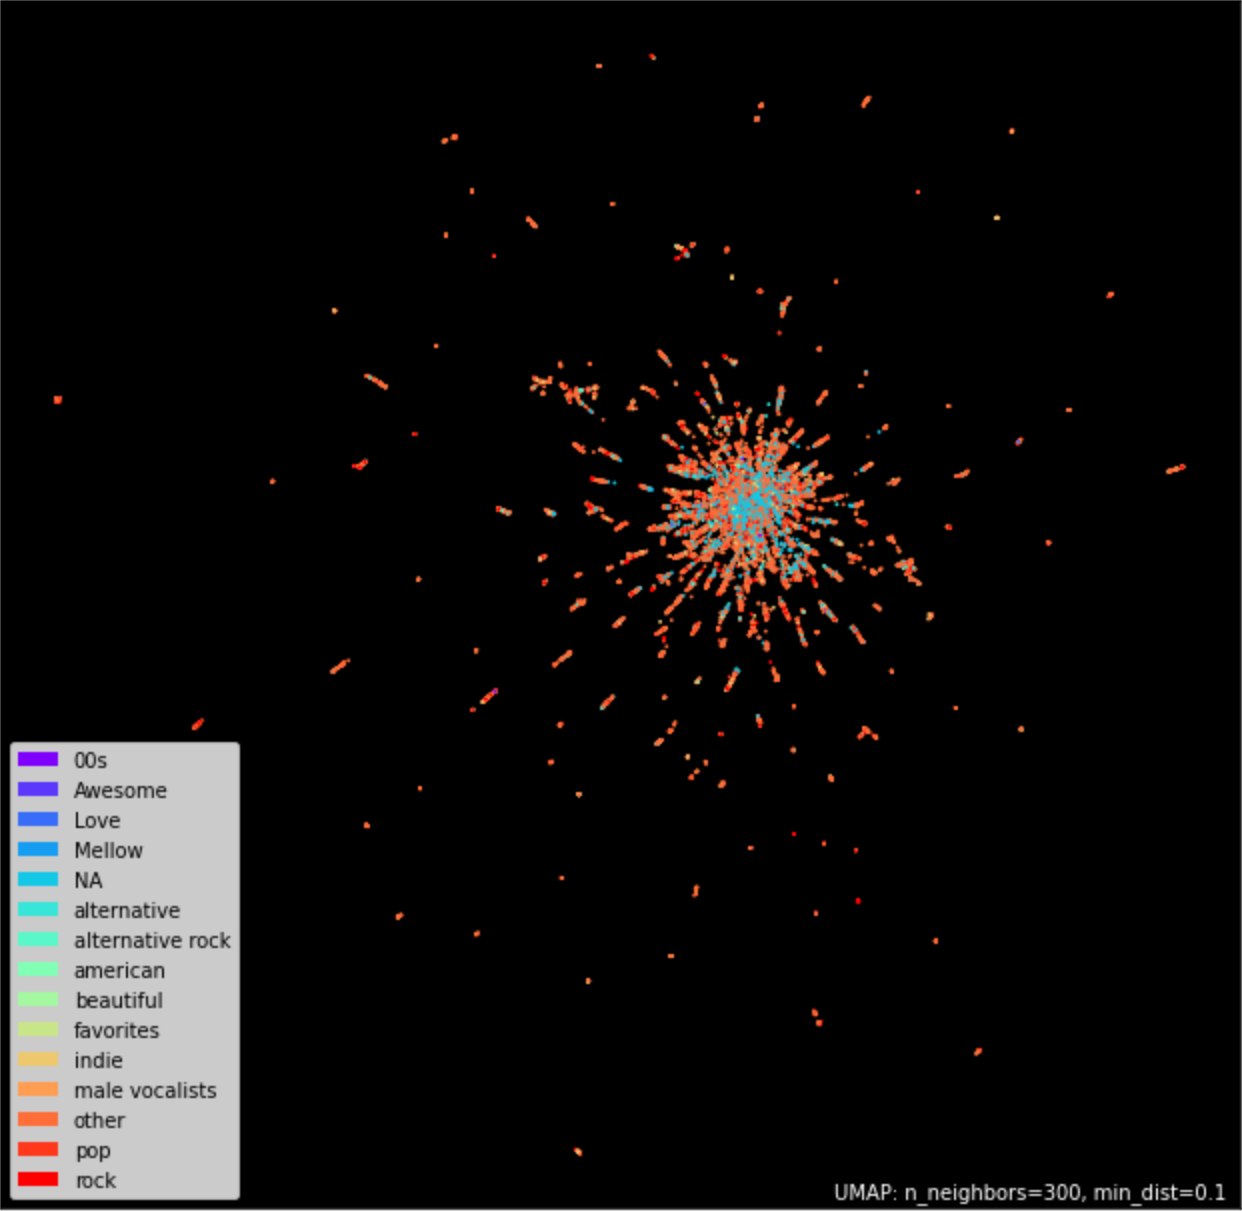 00s
Awesome
Love
Mellow
NA
alternative
alternative rock
american
beautiful
favorites
indie
male vocalists
other
pop
rock
UMAP: n_neighbors=300, min_dist=0.1